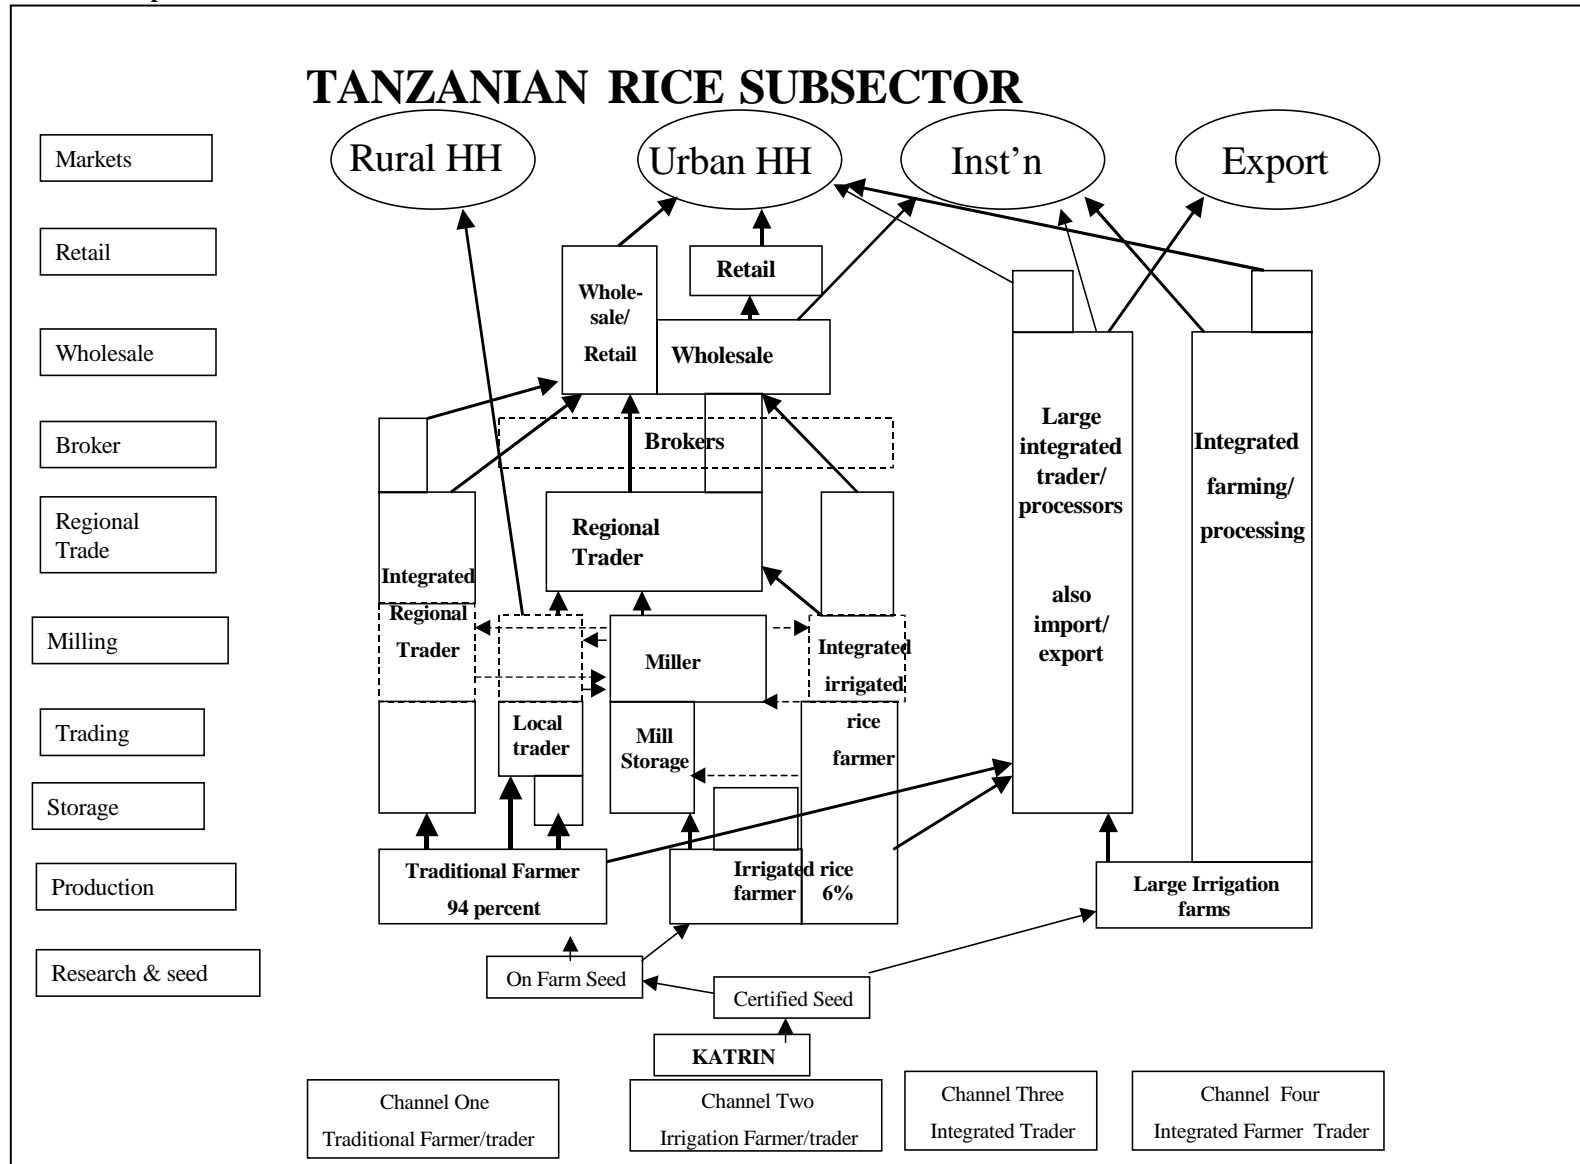 TANZANIAN RICE SUBSECTOR
Markets
Rural HH
Urban HH
Inst'n
Export
Retail
Retail
Whole-
sale/
Retail
Wholesale
Wholesale
Broker
Brokers
Large
integrated
trader/
processors
also
import/
export
Integrated
farming/
processing
Regional
Trade
Regional
Trader
Integrated
Regional
Trader
Milling
Miller
Integrated
irrigated
rice
farmer
Trading
Local
trader
Mill
Storage
Storage
Production
Traditional Farmer
94 percent
Irrigated rice
farmer 6%
Large Irrigation
farms
Research & seed
On Farm Seed
Certified Seed
KATRIN
Channel One
Traditional Farmer/trader
Channel Two
Irrigation Farmer/trader
Channel Three
Integrated Trader
Channel Four
Integrated Farmer Trader